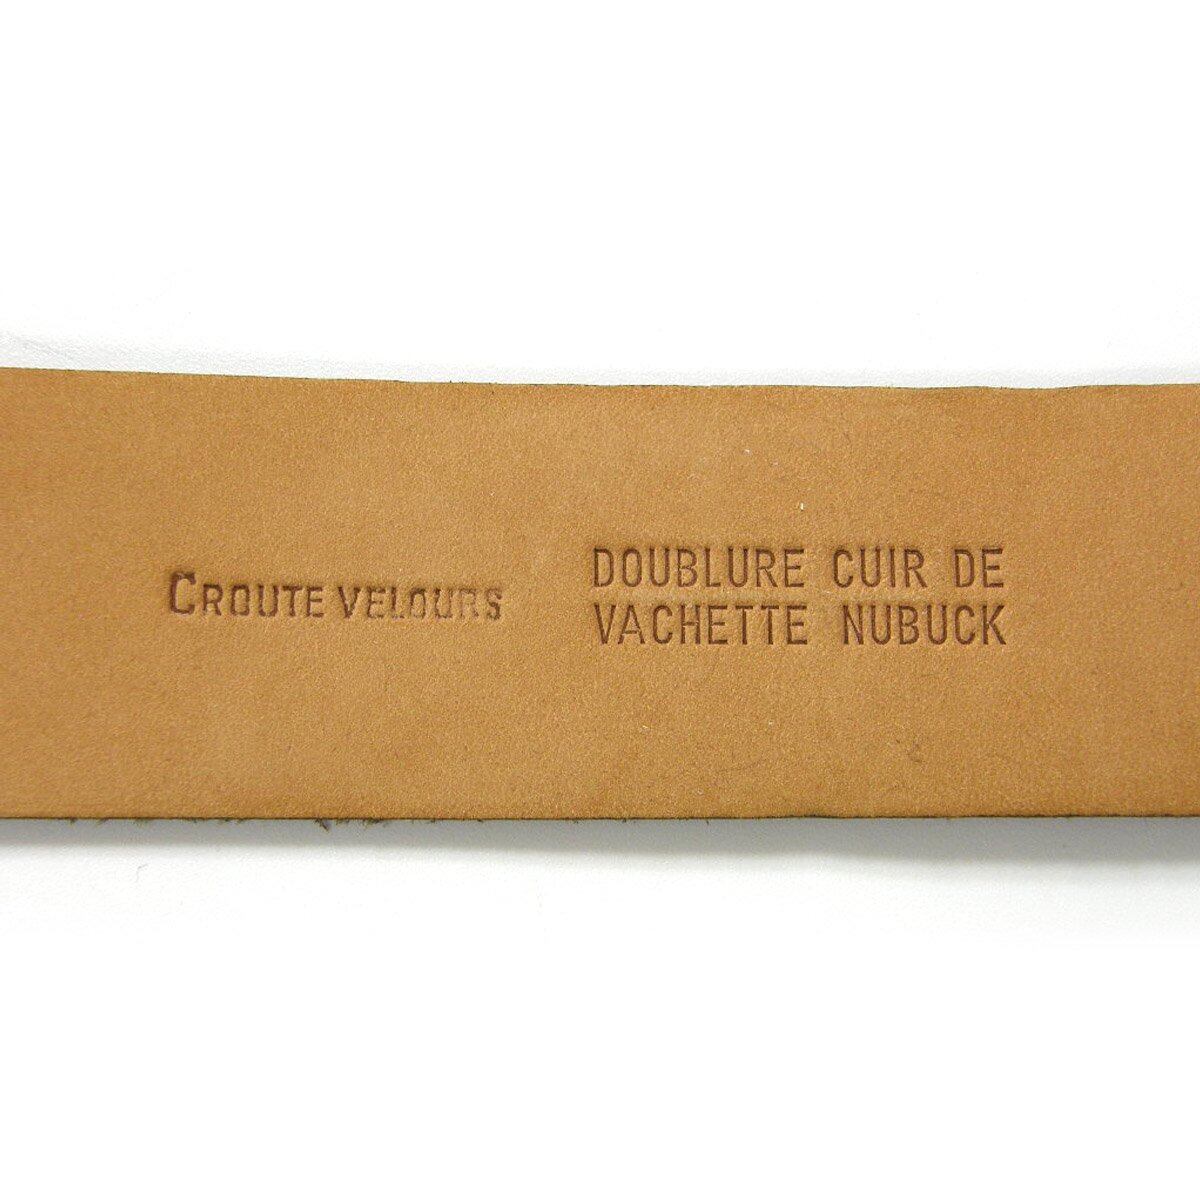 CROUTE VELOURS
DOUBLURE CUIR DE
VACHETTE NUBUCK